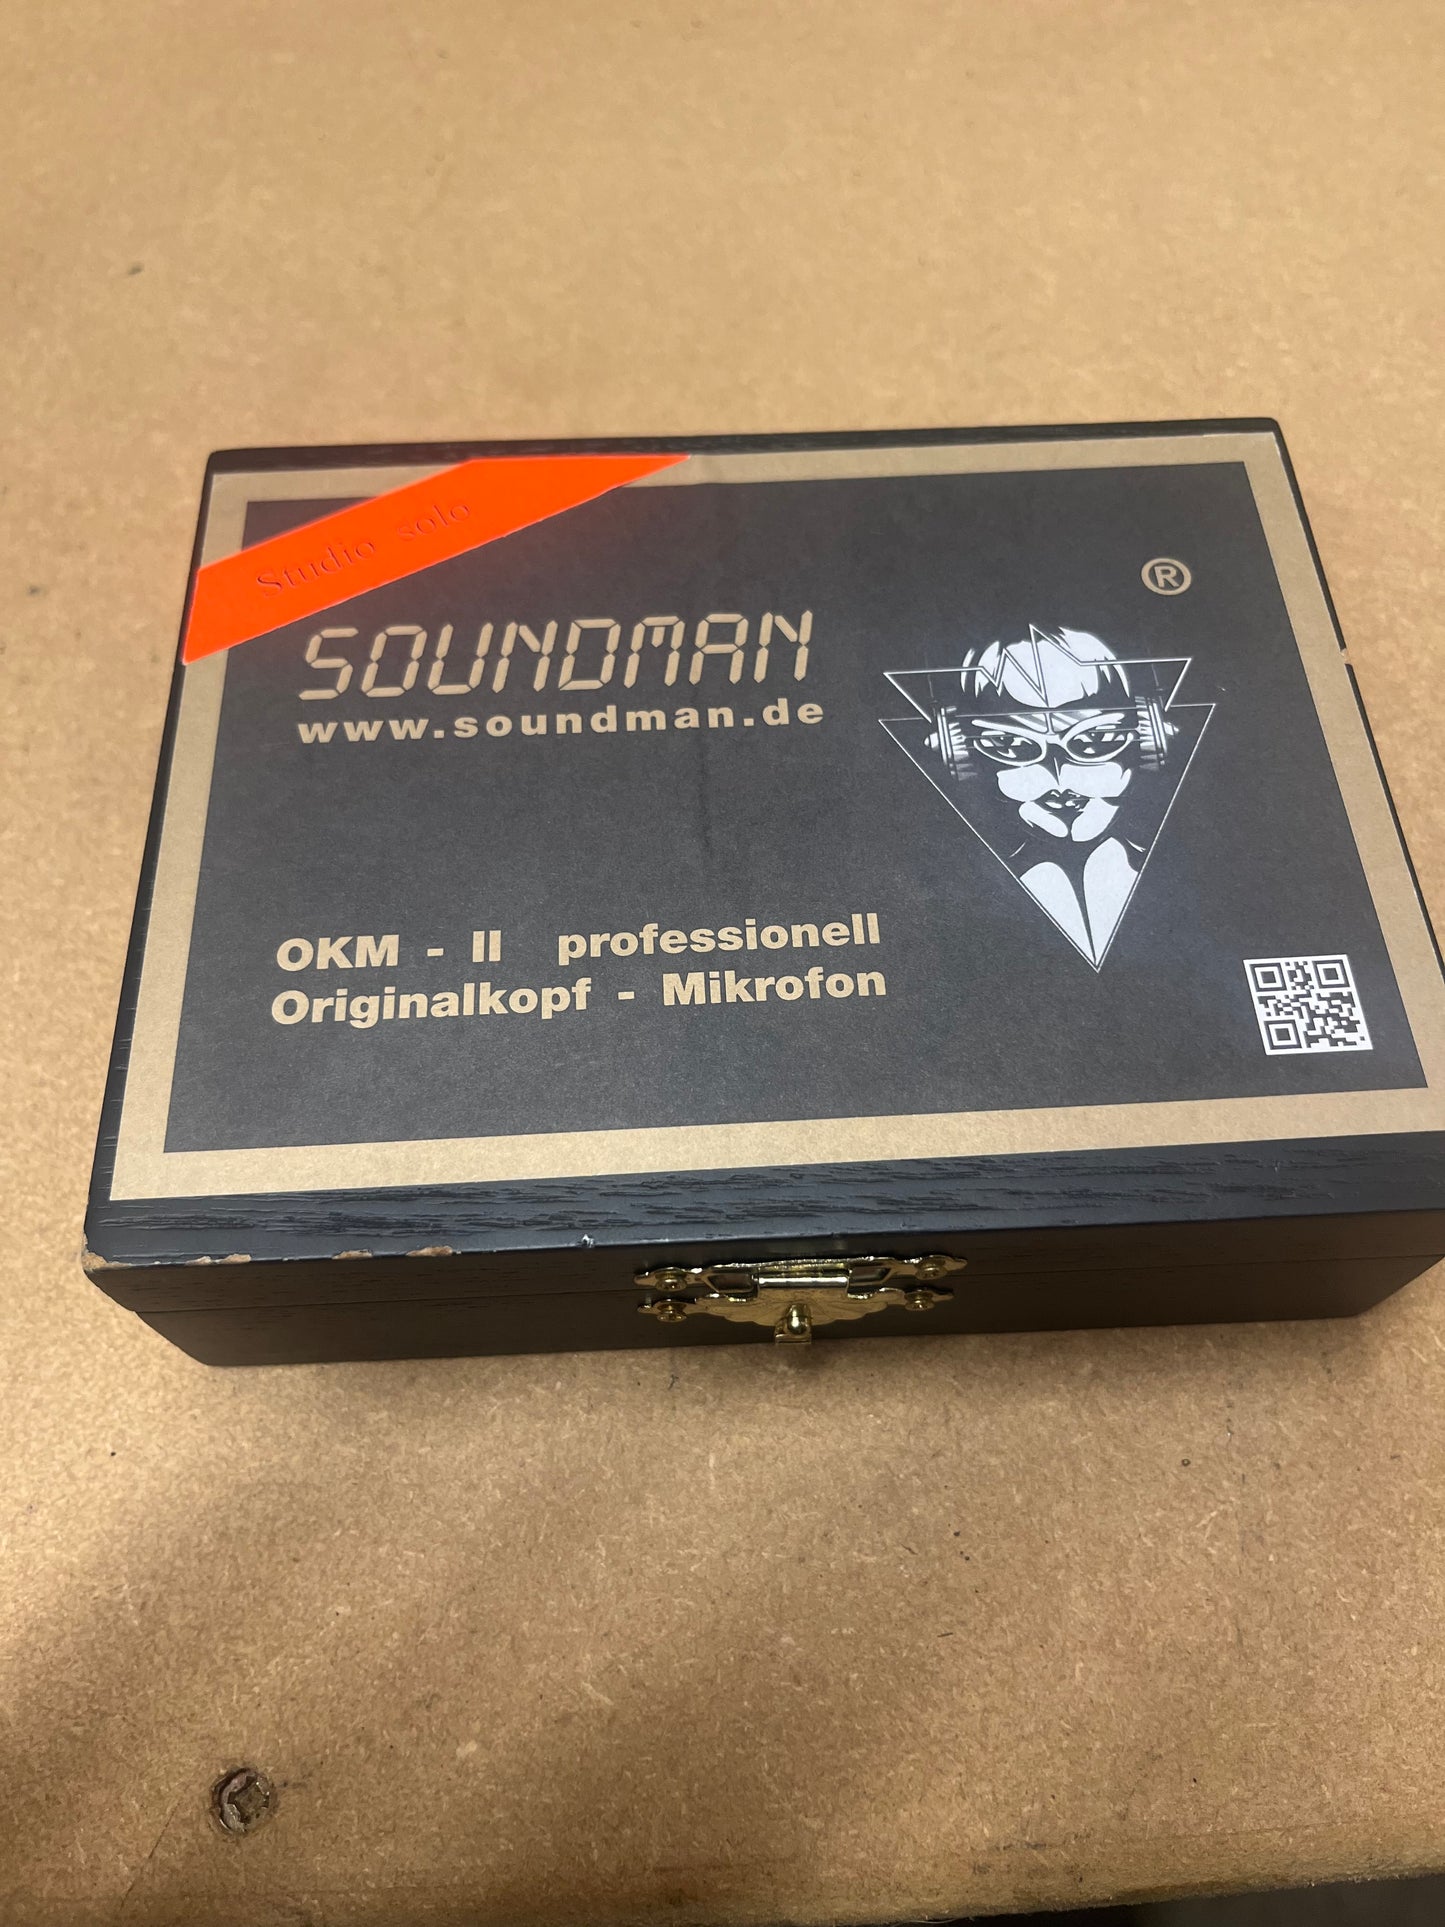 Studio solo
SOUNDMAN
www.soundman.de
®
OKM - II professionell
Originalkopf - Mikrofon